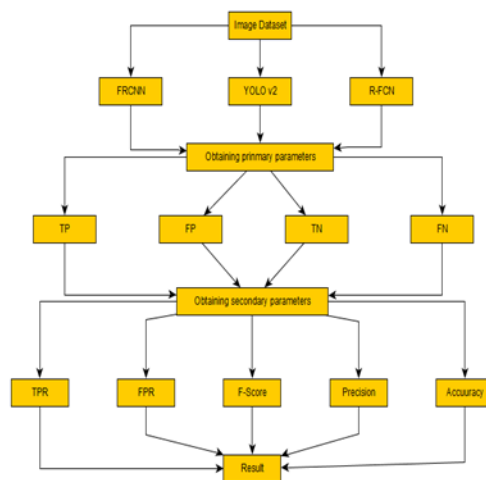 Image Dataset
FRCNN
YOLO v2
R-FCN
Obtaining prinmary parameters
TP
FP
TN
FN
Obtaining secondary parameters
TPR
FPR
F-Score
Precision
Accuuracy
Result